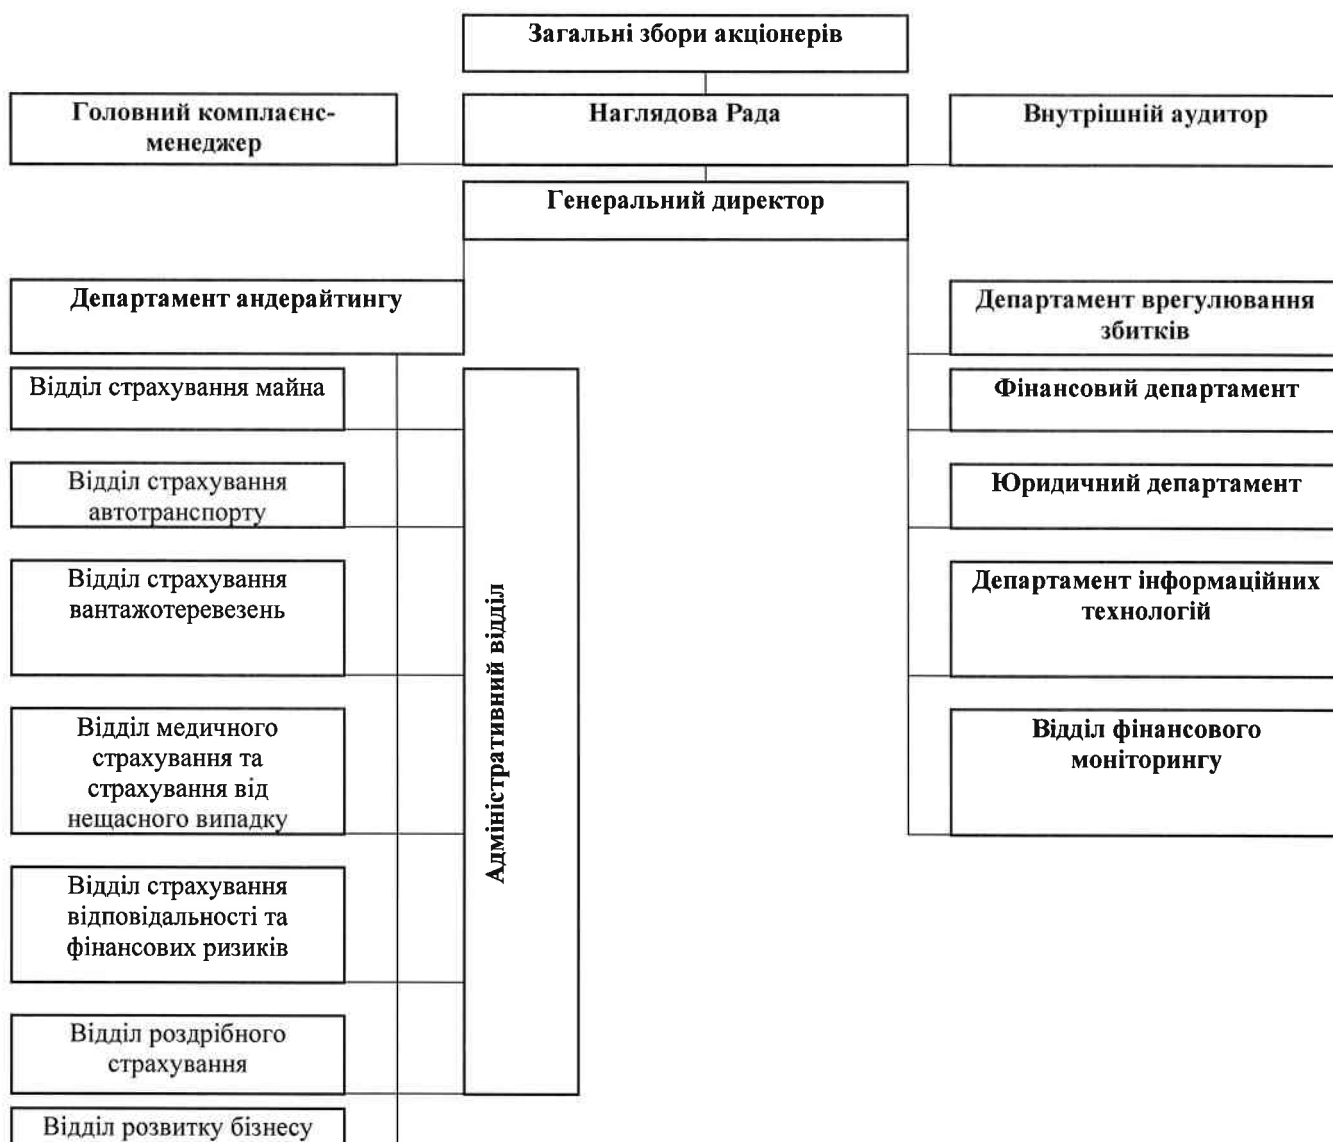 Загальні збори акціонерів
Головний комплаєнс-
менеджер
Наглядова Рада
Внутрішній аудитор
Генеральний директор
Департамент андерайтингу
Департамент врегулювання
збитків
Відділ страхування майна
Фінансовий департамент
Відділ страхування
автотранспорту
Юридичний департамент
Відділ страхування
вантажотеревезень
Департамент інформаційних
технологій
Адміністративний відділ
Відділ медичного
страхування та
страхування від
нещасного випадку
Відділ фінансового
моніторингу
Відділ страхування
відповідальності та
фінансових ризиків
Відділ роздрібного
страхування
Відділ розвитку бізнесу